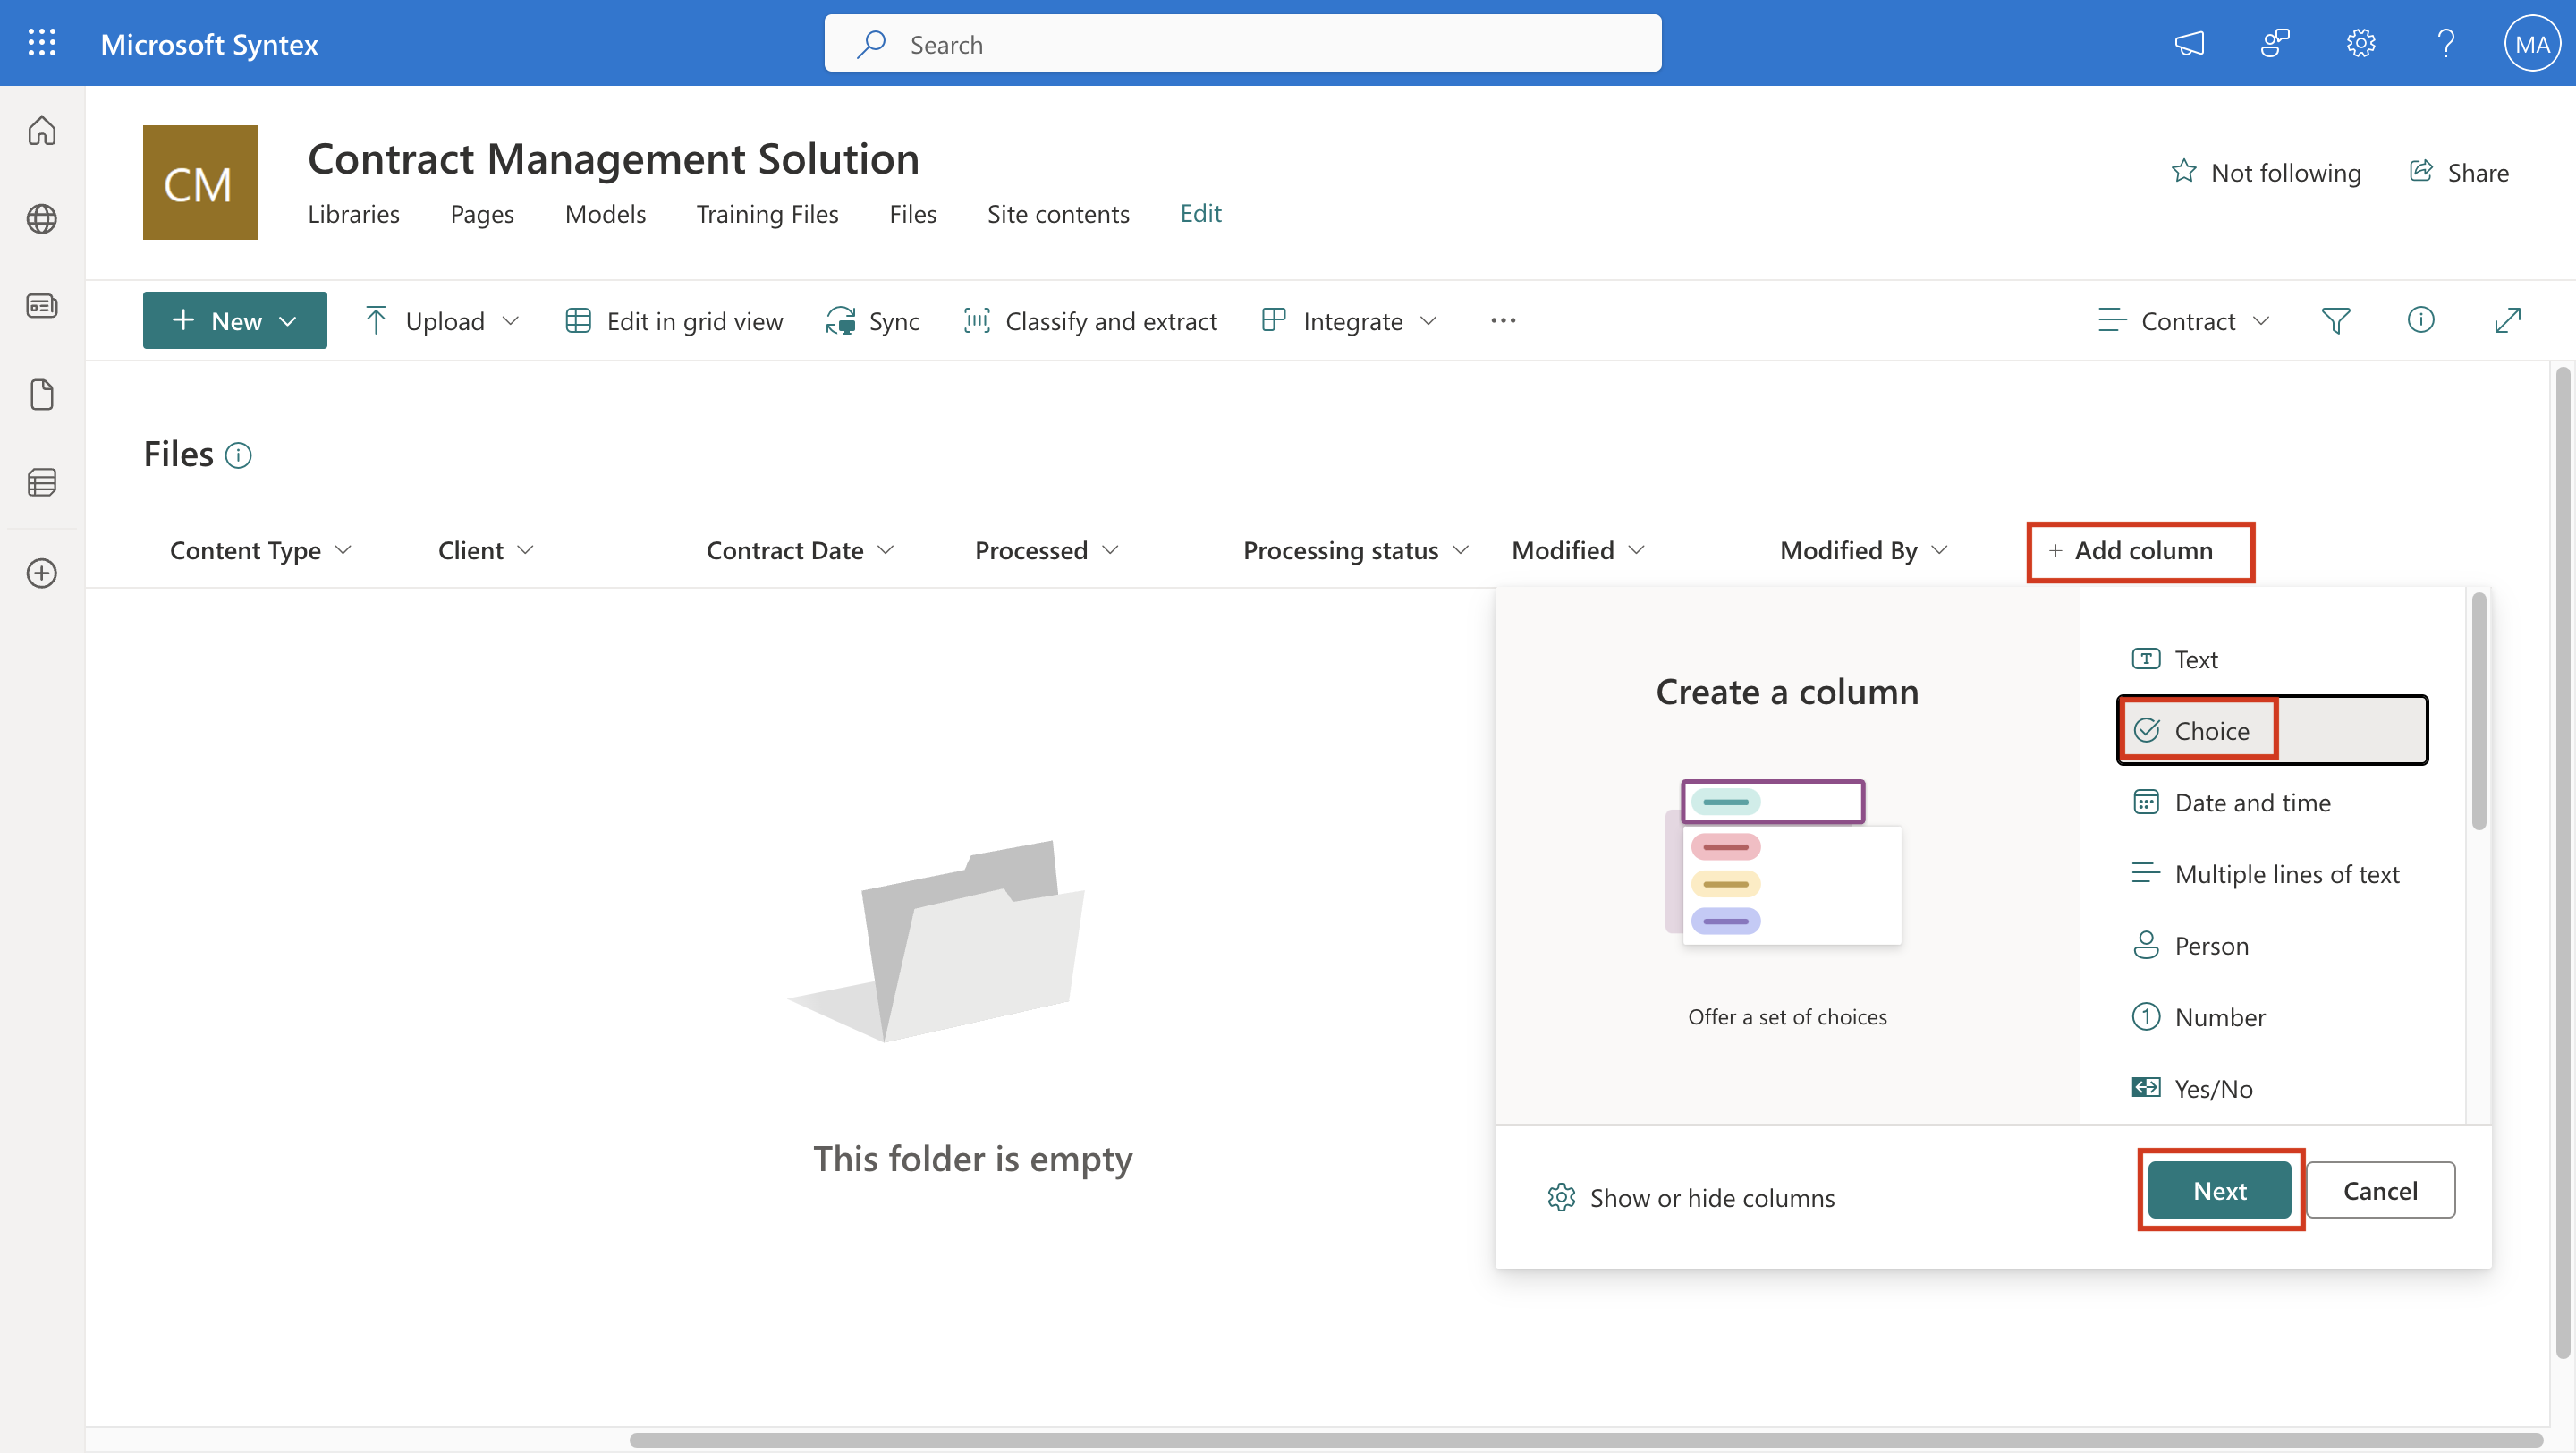 Microsoft Syntex
Search
MA
CM
Contract Management Solution
Libraries Pages Models Training Files Files Site contents Edit
Not following Share
New Upload Edit in grid view Sync Classify and extract Integrate ... Contract
Files
Content Type Client Contract Date Processed Processing status Modified Modified By + Add column
Create a column
Offer a set of choices
Text
Choice
Date and time
Multiple lines of text
Person
Number
Yes/No
Show or hide columns
Next Cancel
This folder is empty